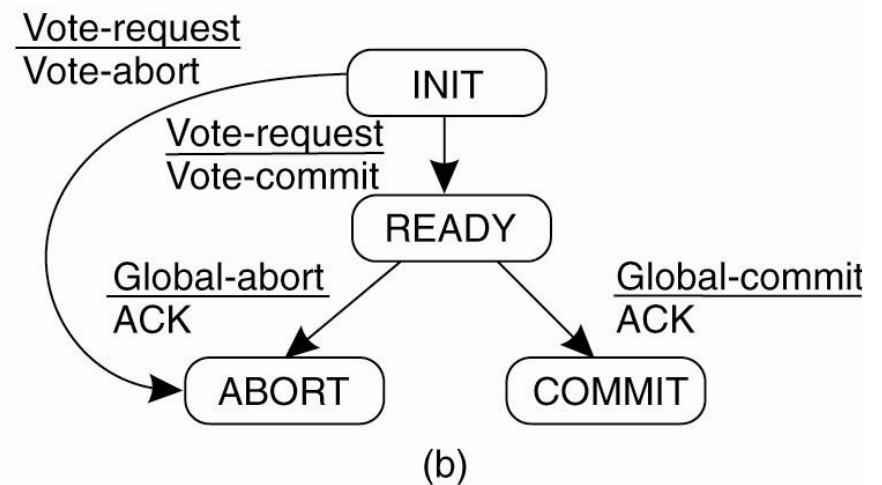 Vote-request
Vote-abort
INIT
Vote-request
Vote-commit
READY
Global-abort
ACK
Global-commit
ACK
ABORT
COMMIT
(b)